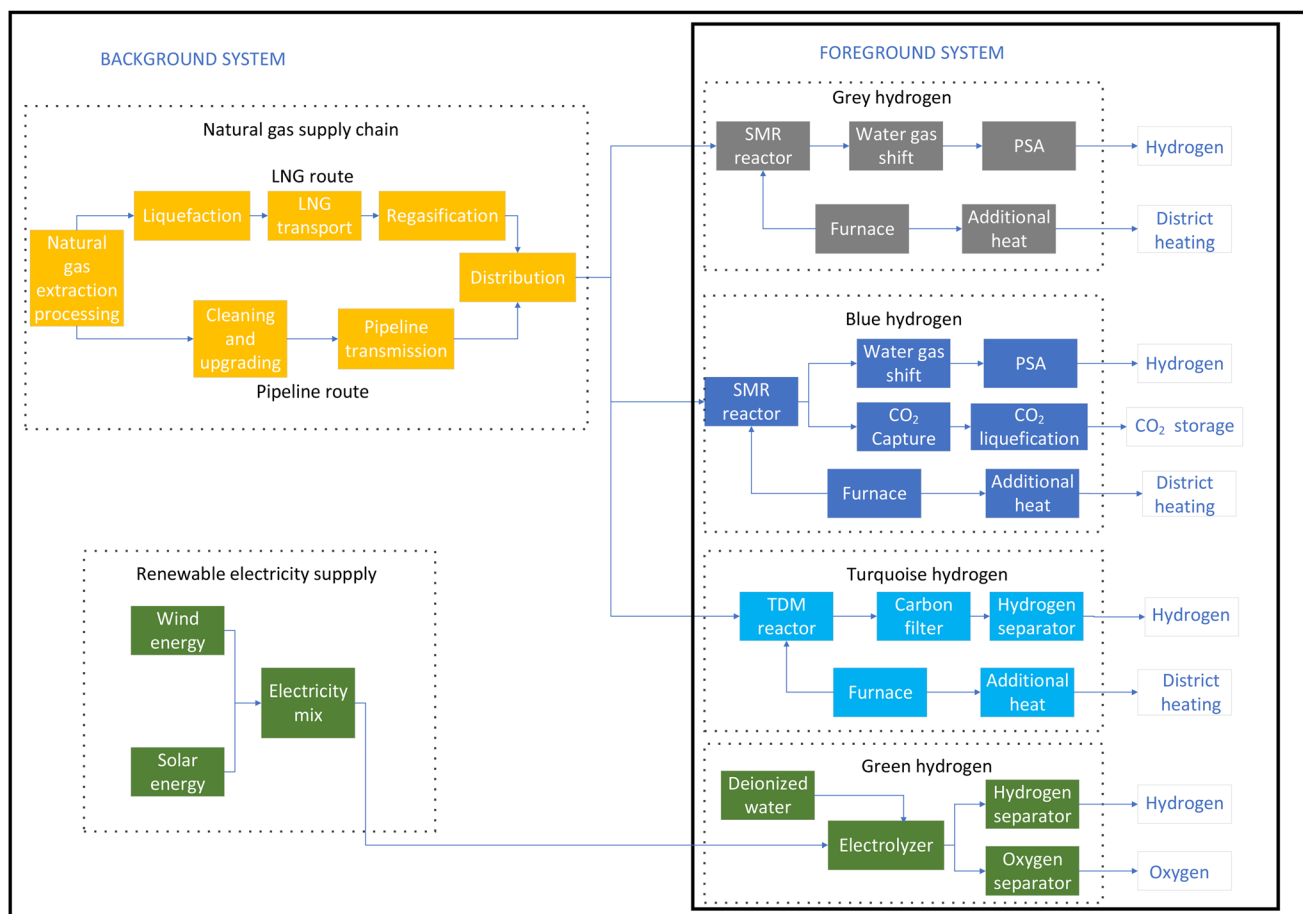 BACKGROUND SYSTEM
FOREGROUND SYSTEM
Natural gas supply chain
LNG route
Liquefaction
LNG
transport
Regasification
Natural
gas
extraction
processing
Distribution
Cleaning
and
upgrading
Pipeline
transmission
Pipeline route
Renewable electricity suppply
Wind
energy
Electricity
mix
Solar
energy
Grey hydrogen
SMR
reactor
Water gas
shift
PSA
Hydrogen
Furnace
Additional
heat
District
heating
Blue hydrogen
SMR
reactor
Water gas
shift
PSA
Hydrogen
CO₂
Capture
CO₂
liquefication
CO₂ storage
Furnace
Additional
heat
District
heating
Turquoise hydrogen
TDM
reactor
Carbon
filter
Hydrogen
separator
Hydrogen
Furnace
Additional
heat
District
heating
Green hydrogen
Deionized
water
Electrolyzer
Hydrogen
separator
Hydrogen
Oxygen
separator
Oxygen